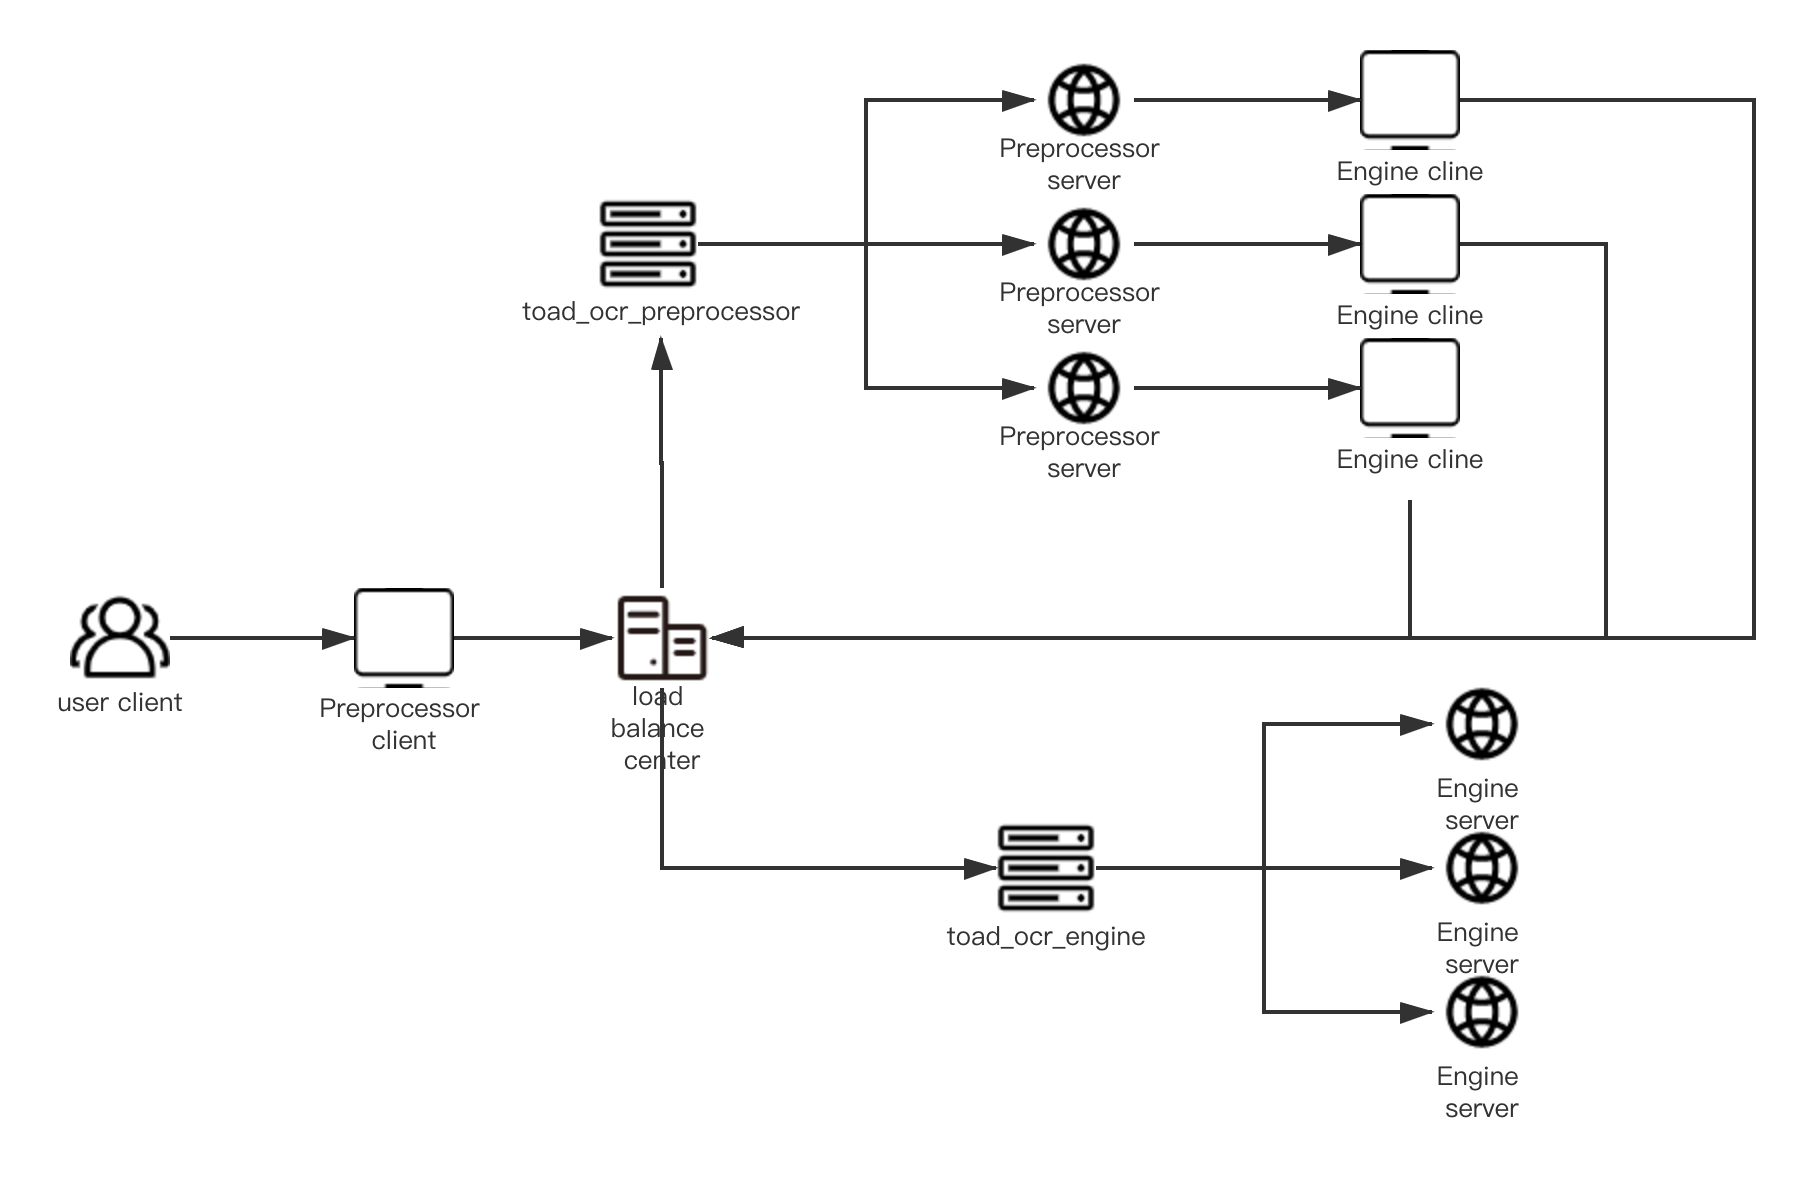 Preprocessor
server
Engine cline
Preprocessor
server
Engine cline
toad_ocr_preprocessor
Preprocessor
server
Engine cline
user client
Preprocessor
client
load
balance
center
Engine
server
toad_ocr_engine
Engine
server
Engine
server